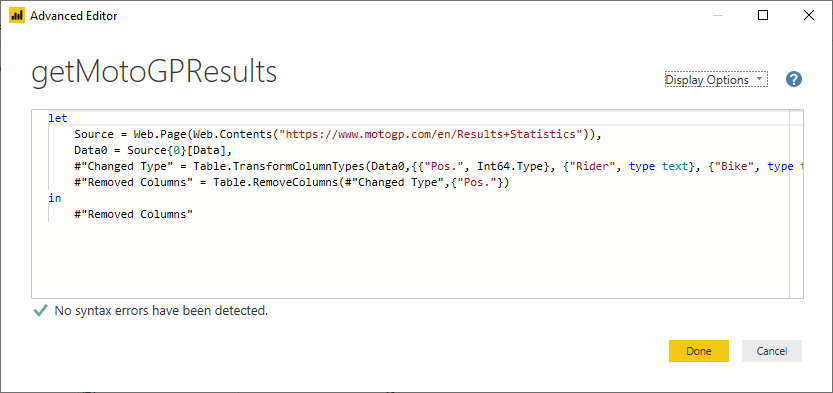 Advanced Editor
getMotoGPResults
Display Options
?
let
Source = Web.Page(Web.Contents("https://www.motogp.com/en/Results+Statistics")),
Data0 = Source{0}[Data],
#"Changed Type" = Table.TransformColumnTypes(Data0,{{"Pos.", Int64.Type}, {"Rider", type text}, {"Bike", type t
#"Removed Columns" = Table.RemoveColumns(#"Changed Type",{"Pos."})
in
#"Removed Columns"
No syntax errors have been detected.
Done Cancel